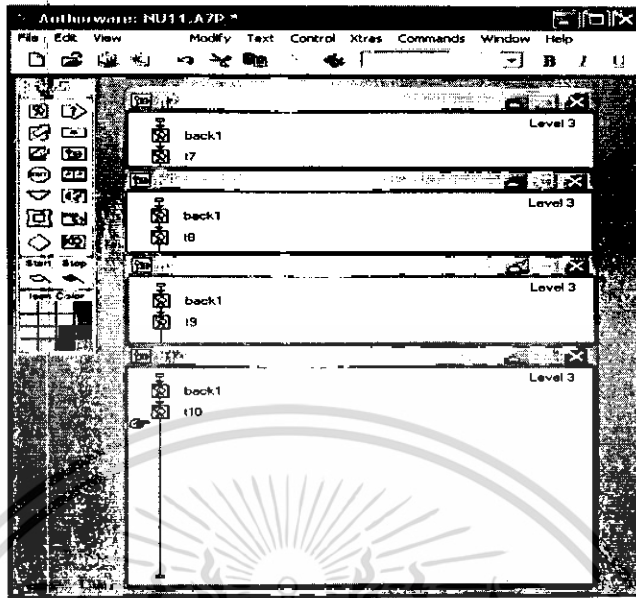 Authorware: NU11.A7P *
File Edit View Modify Text Control Xtras Commands Window Help
B I U
Level 3
back1
t7
Level 3
back1
t8
Level 3
back1
t9
Level 3
back1
t10
Start Stop
Icon Color